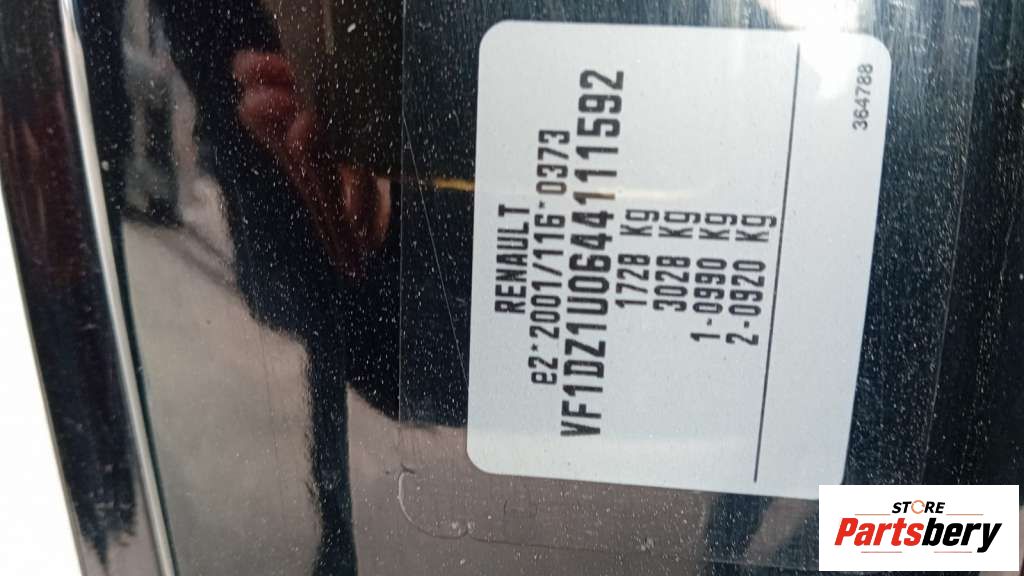 RENAULT
e2*2001/116*0373
VF1DZ1U0644111592
1728 Kg
3028 Kg
1-0990 Kg
2-0920 Kg
364788
STORE
Partsbery